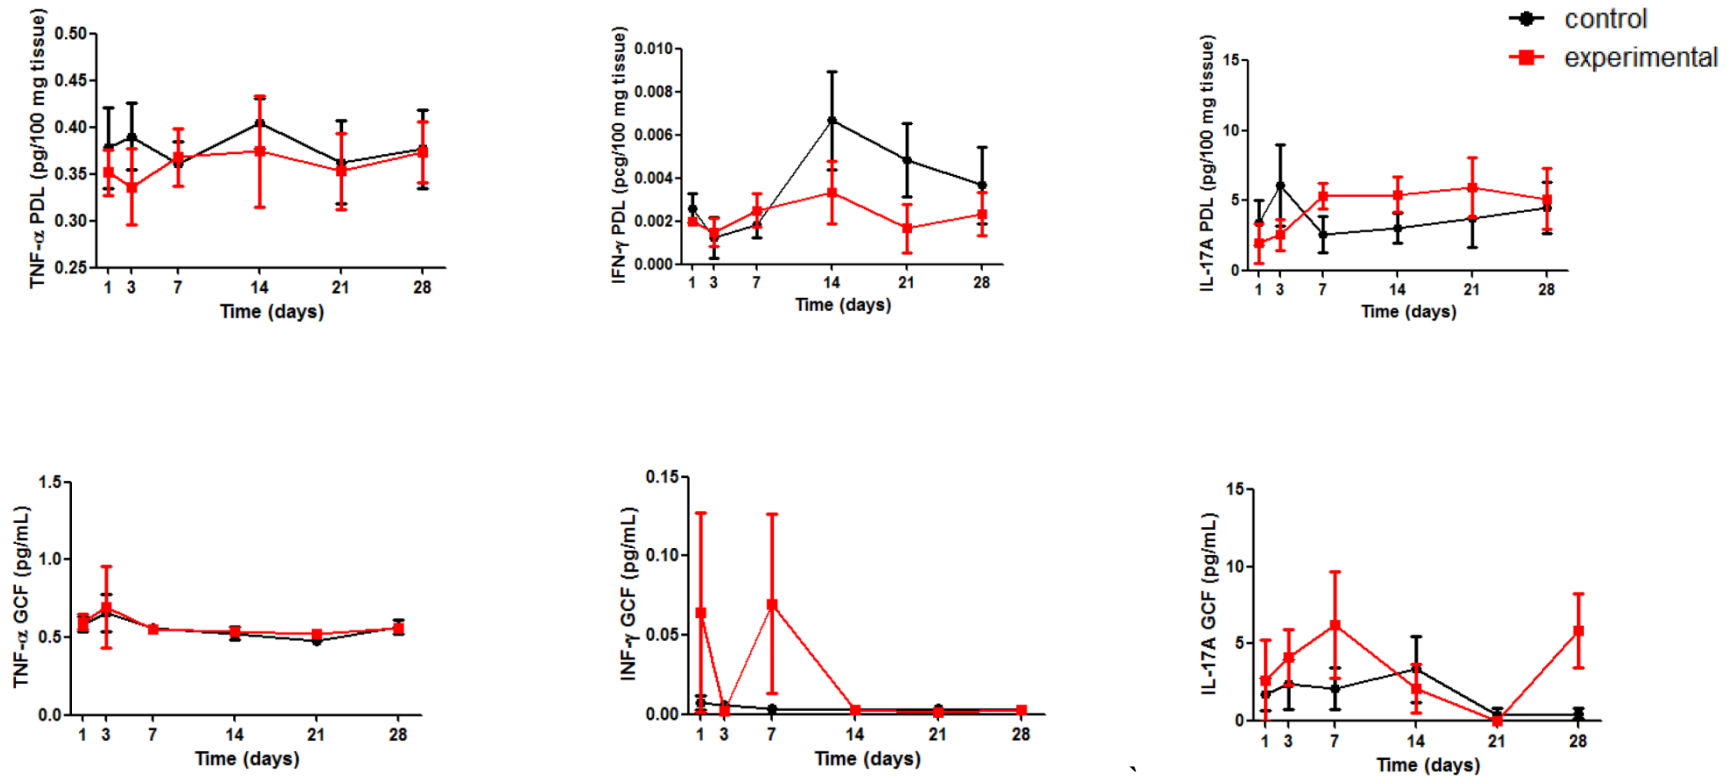 control
experimental
TNF-α PDL (pg/100 mg tissue)
0.50
0.45
0.40
0.35
0.30
0.25
1 3 7 14 21 28
Time (days)
IFN-γ PDL (pcg/100 mg tissue)
0.010
0.008
0.006
0.004
0.002
0.000
1 3 7 14 21 28
Time (days)
IL-17A PDL (pg/100 mg tissue)
15
10
5
0
1 3 7 14 21 28
Time (days)
TNF-α GCF (pg/mL)
1.5
1.0
0.5
0.0
1 3 7 14 21 28
Time (days)
INF-γ GCF (pg/mL)
0.15
0.10
0.05
0.00
1 3 7 14 21 28
Time (days)
`
IL-17A GCF (pg/mL)
15
10
5
0
1 3 7 14 21 28
Time (days)